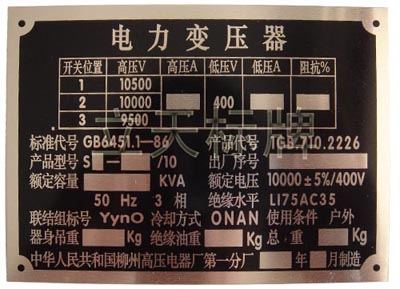 电力变压器
开关位置 高压V 高压A 低压V 低压A 阻抗%
1 10500
2 10000 400
3 9500
标准代号 GB6451.1-86 产品代号 1GB.710.2226
产品型号 S — /10 出厂序号
额定容量 KVA 额定电压 10000±5%/400V
50 Hz 3 相 绝缘水平 LI75AC35
联结组标号 YynO 冷却方式 ONAN 使用条件 户外
器身吊重 Kg 绝缘油重 Kg 总重 Kg
中华人民共和国柳州高压电器厂第一分厂 年 月制造
立天标牌